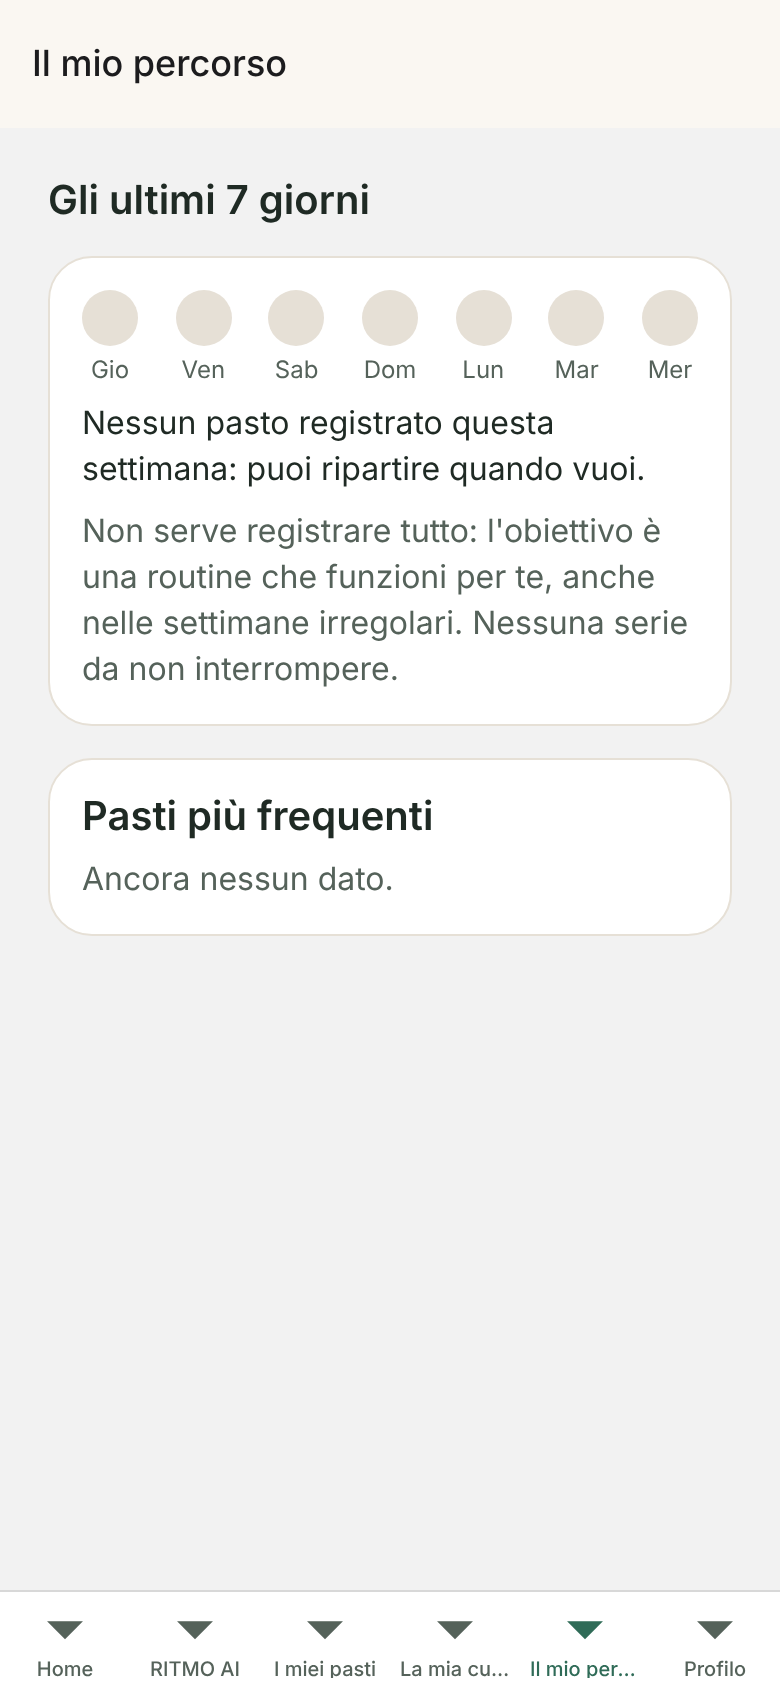 Il mio percorso
Gli ultimi 7 giorni
Gio Ven Sab Dom Lun Mar Mer
Nessun pasto registrato questa
settimana: puoi ripartire quando vuoi.
Non serve registrare tutto: l'obiettivo è
una routine che funzioni per te, anche
nelle settimane irregolari. Nessuna serie
da non interrompere.
Pasti più frequenti
Ancora nessun dato.
Home RITMO AI I miei pasti La mia cu... Il mio per... Profilo